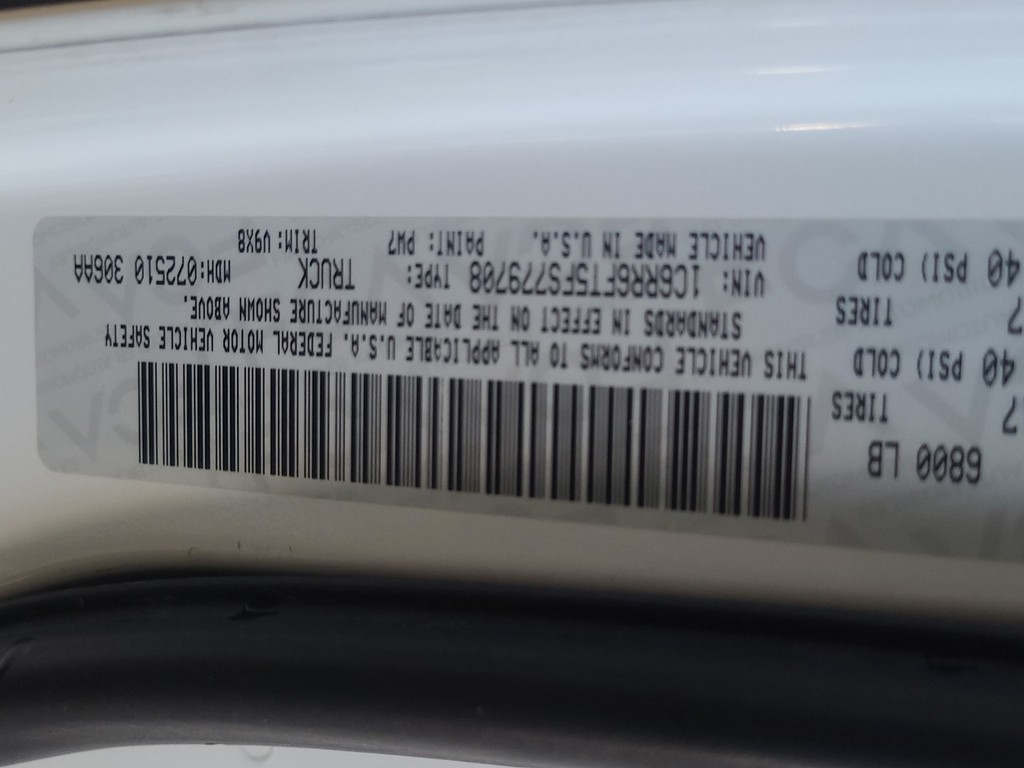 6800 LB
7 TIRES
40 PSI) COLD
7 TIRES
40 PSI) COLD
THIS VEHICLE CONFORMS TO ALL APPLICABLE U.S.A. FEDERAL MOTOR VEHICLE SAFETY
STANDARDS IN EFFECT ON THE DATE OF MANUFACTURE SHOWN ABOVE.
VIN: 1C6RR6FT5FS779708 TYPE: TRUCK MDH:072510 306AA
VEHICLE MADE IN U.S.A. PAINT: PW7 TRIM: V9X8